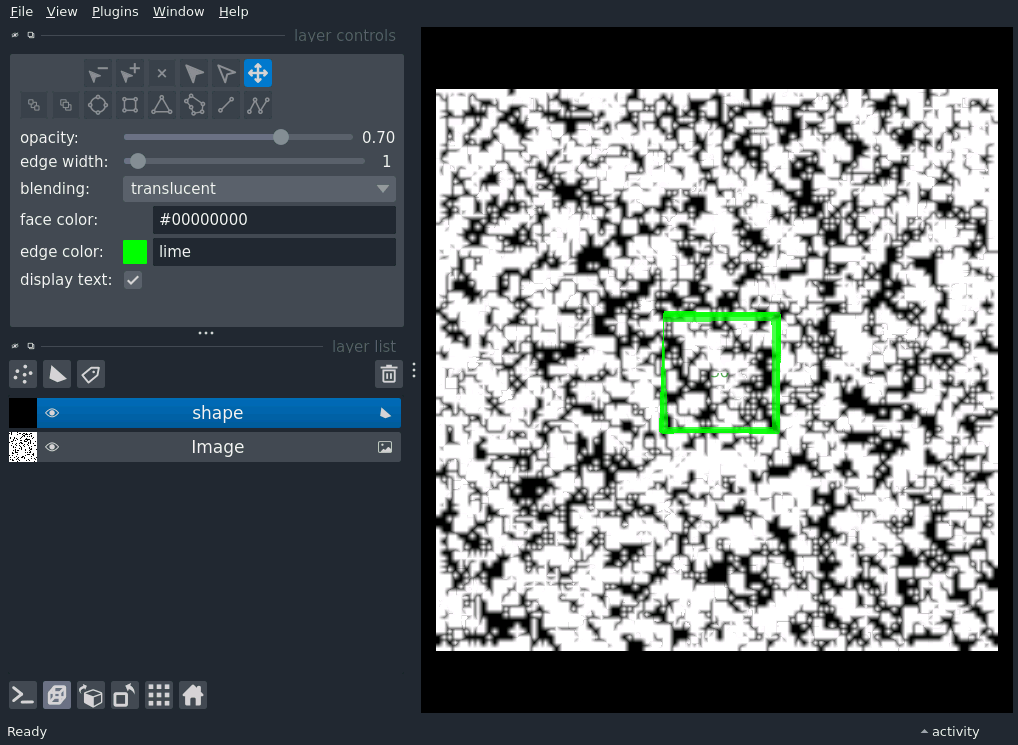 File View Plugins Window Help
layer controls
opacity: 0.70
edge width: 1
blending: translucent
face color: #00000000
edge color: lime
display text:
layer list
shape
Image
Ready
activity